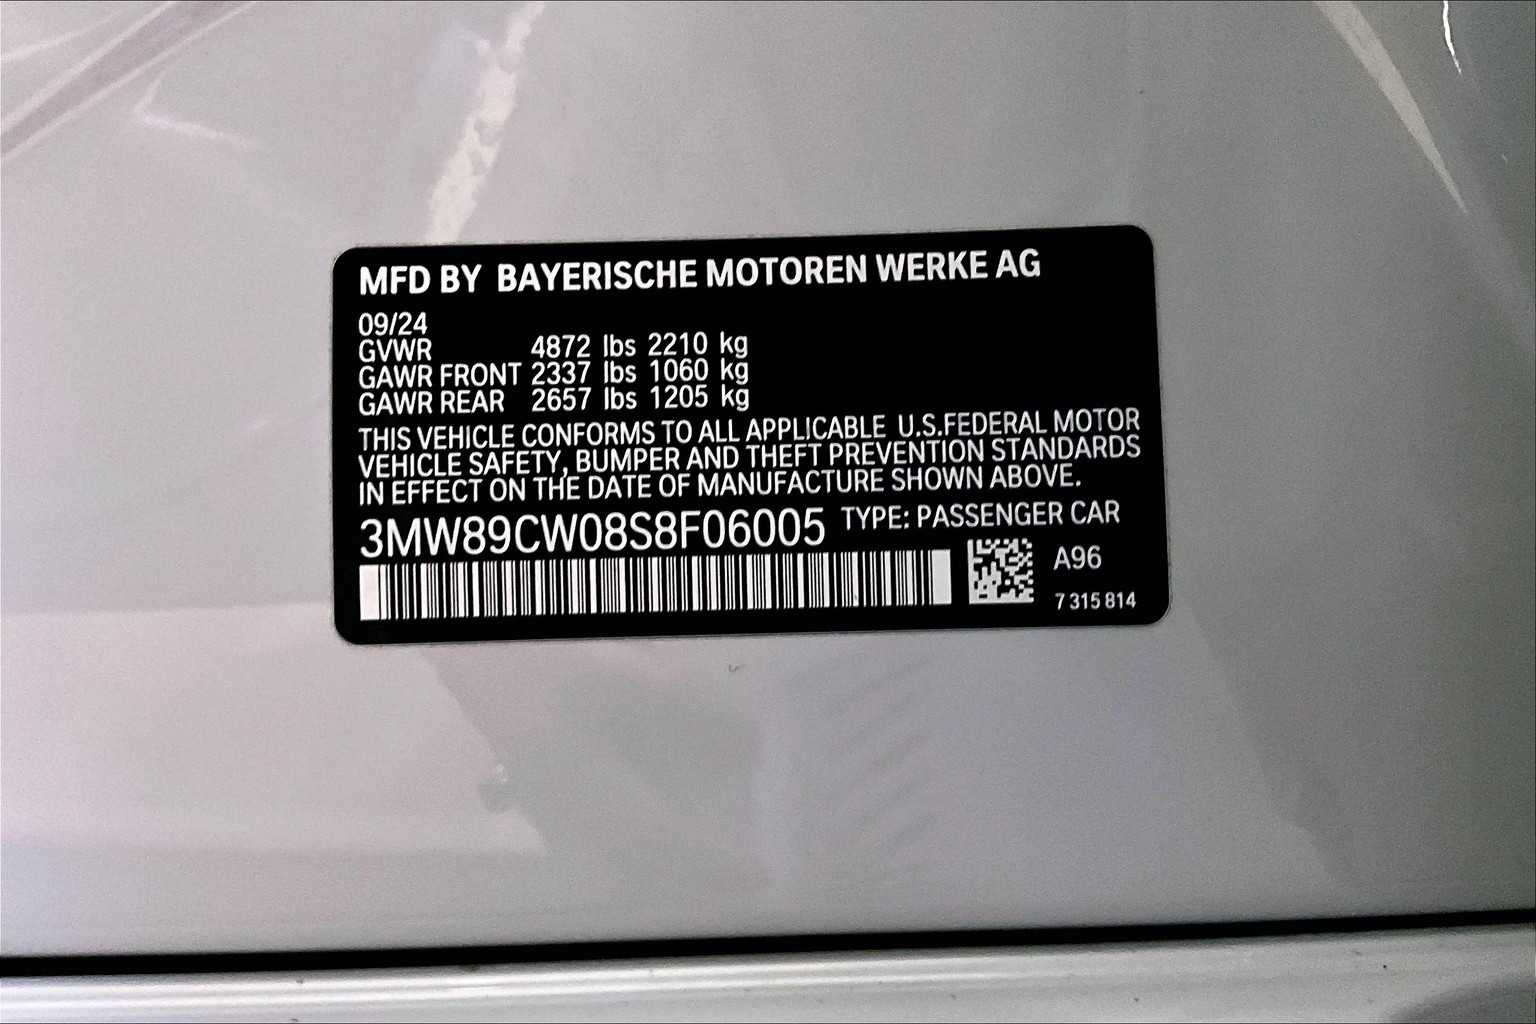 MFD BY BAYERISCHE MOTOREN WERKE AG
09/24
GVWR 4872 lbs 2210 kg
GAWR FRONT 2337 lbs 1060 kg
GAWR REAR 2657 lbs 1205 kg
THIS VEHICLE CONFORMS TO ALL APPLICABLE U.S.FEDERAL MOTOR
VEHICLE SAFETY, BUMPER AND THEFT PREVENTION STANDARDS
IN EFFECT ON THE DATE OF MANUFACTURE SHOWN ABOVE.
3MW89CW08S8F06005 TYPE: PASSENGER CAR
A96
7 315 814